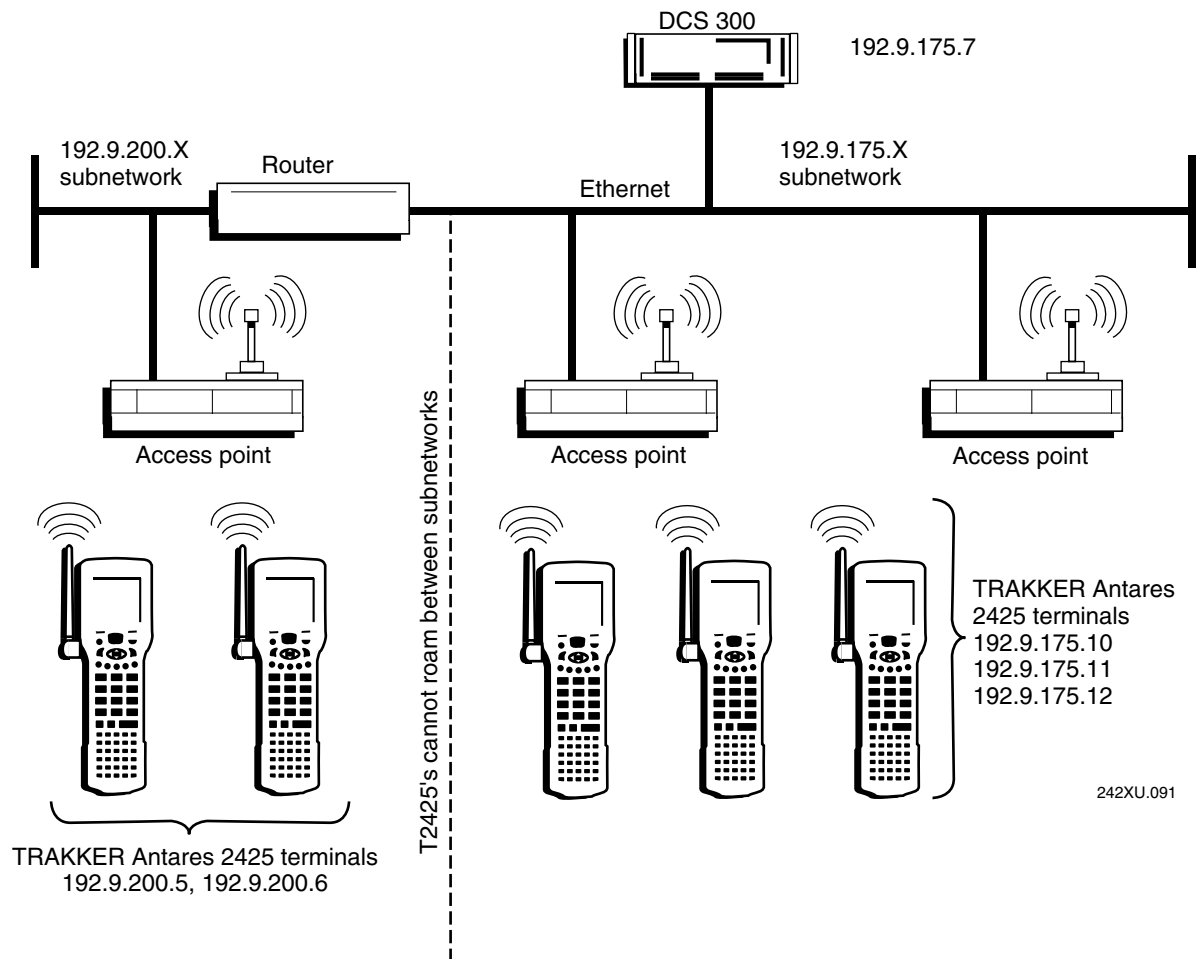 DCS 300
192.9.175.7
192.9.200.X
subnetwork
Router
Ethernet
192.9.175.X
subnetwork
Access point
Access point
Access point
T2425's cannot roam between subnetworks
TRAKKER Antares
2425 terminals
192.9.175.10
192.9.175.11
192.9.175.12
242XU.091
TRAKKER Antares 2425 terminals
192.9.200.5, 192.9.200.6